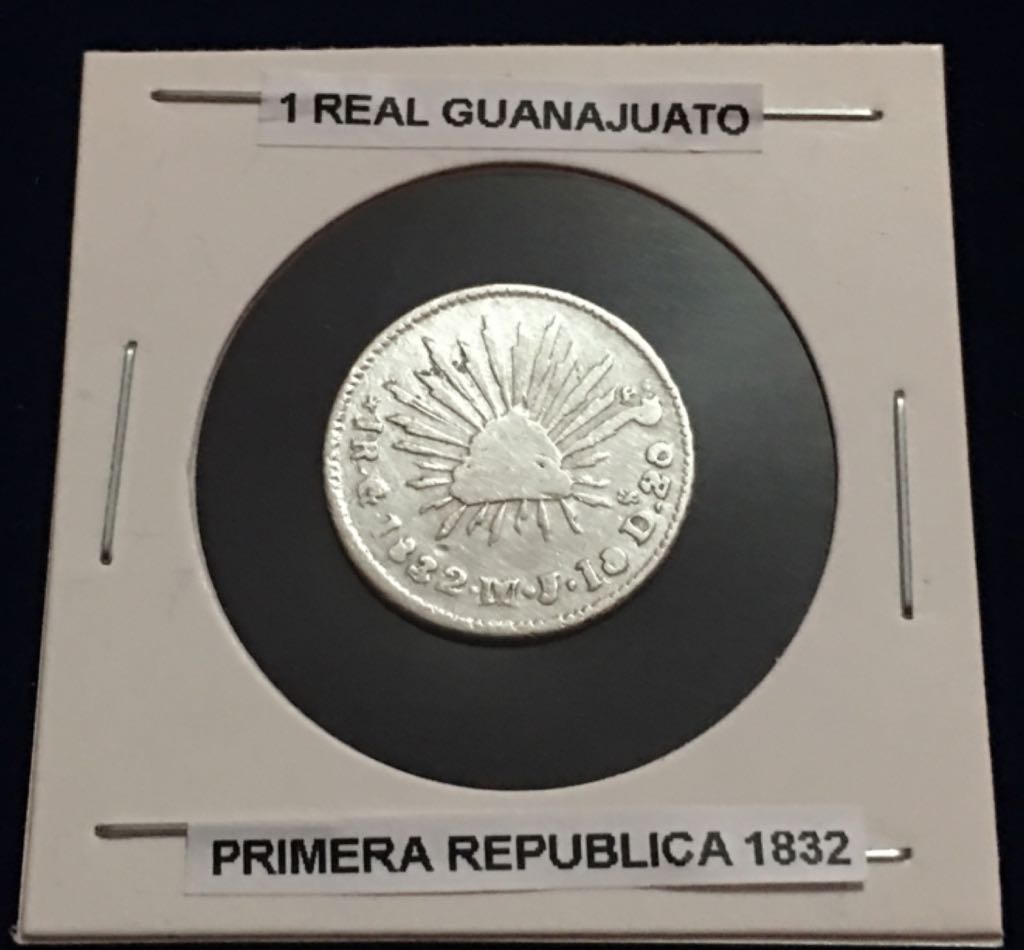 1 REAL GUANAJUATO
1R·G·1832·M·J·10 D·20 G
PRIMERA REPUBLICA 1832